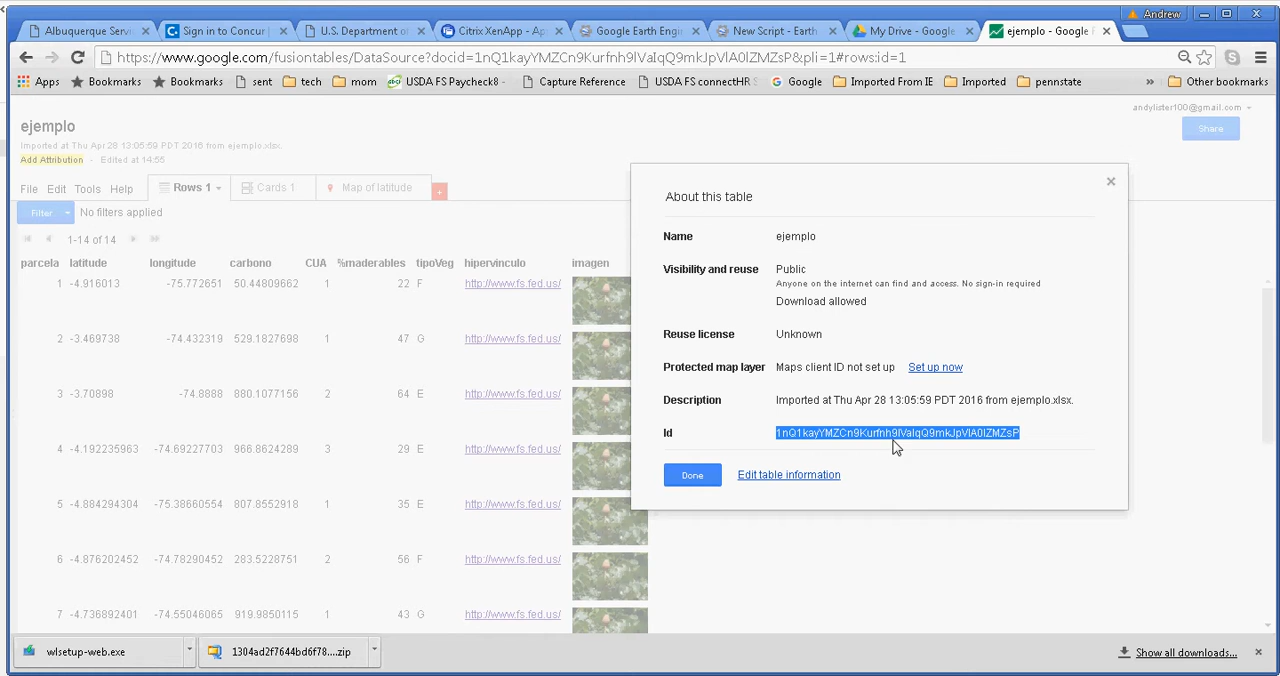 Andrew
Albuquerque Servi
Sign in to Concur
U.S. Department of
Citrix XenApp - Ap
Google Earth Engi
New Script - Earth
My Drive - Google
ejemplo - Google F
https://www.google.com/fusiontables/DataSource?docid=1nQ1kayYMZCn9Kurfnh9lVaIqQ9mkJpVlA0lZMZsP&pli=1#rows:id=1
Apps Bookmarks Bookmarks sent tech mom USDA FS Paycheck8 - Capture Reference USDA FS connectHR S Google Imported From IE Imported pennstate » Other bookmarks
andylister100@gmail.com
ejemplo
Share
Imported at Thu Apr 28 13:05:59 PDT 2016 from ejemplo.xlsx.
Add Attribution - Edited at 14:55
File Edit Tools Help Rows 1 Cards 1 Map of latitude +
Filter No filters applied
1-14 of 14
parcela latitude longitude carbono CUA %maderables tipoVeg hipervinculo imagen
1 -4.916013 -75.772651 50.44809662 1 22 F http://www.fs.fed.us/
2 -3.469738 -74.432319 529.1827698 1 47 G http://www.fs.fed.us/
3 -3.70898 -74.8888 880.1077156 2 64 E http://www.fs.fed.us/
4 -4.192235963 -74.69227703 966.8624288 3 29 E http://www.fs.fed.us/
5 -4.884294304 -75.38660554 807.8552918 1 35 E http://www.fs.fed.us/
6 -4.876202452 -74.78290452 283.5228751 2 56 F http://www.fs.fed.us/
7 -4.736892401 -74.55046065 919.9850115 1 43 G http://www.fs.fed.us/
About this table
Name ejemplo
Visibility and reuse Public
Anyone on the internet can find and access. No sign-in required
Download allowed
Reuse license Unknown
Protected map layer Maps client ID not set up Set up now
Description Imported at Thu Apr 28 13:05:59 PDT 2016 from ejemplo.xlsx.
Id 1nQ1kayYMZCn9Kurfnh9lVaIqQ9mkJpVlA0lZMZsP
Done Edit table information
wlsetup-web.exe
1304ad2f7644bd6f78....zip
Show all downloads...